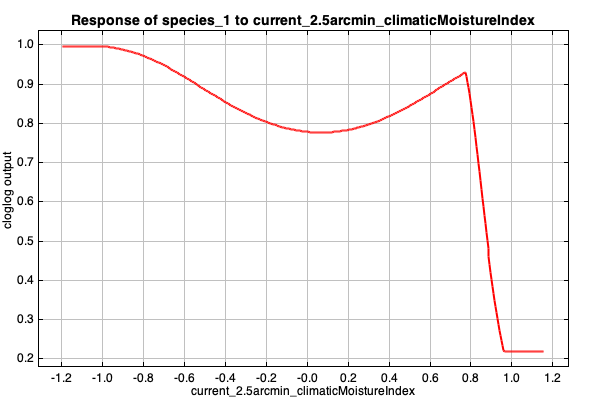 Response of species_1 to current_2.5arcmin_climaticMoistureIndex
cloglog output
1.0
0.9
0.8
0.7
0.6
0.5
0.4
0.3
0.2
-1.2 -1.0 -0.8 -0.6 -0.4 -0.2 -0.0 0.2 0.4 0.6 0.8 1.0 1.2
current_2.5arcmin_climaticMoistureIndex